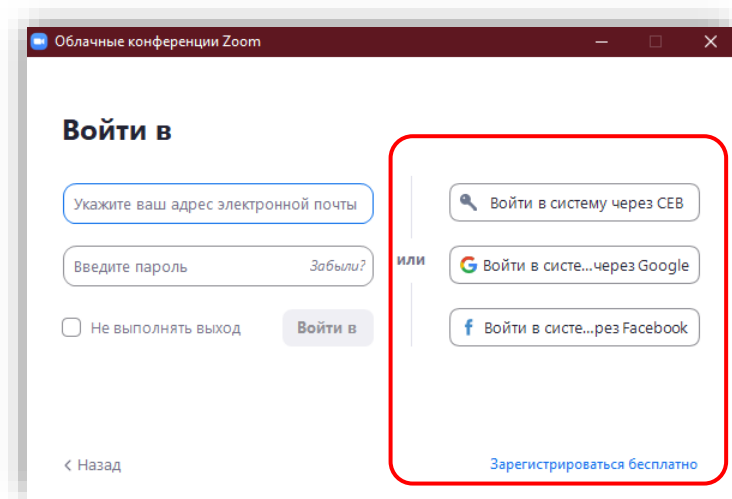 Облачные конференции Zoom
Войти в
Укажите ваш адрес электронной почты
Введите пароль
Забыли?
Не выполнять выход
Войти в
или
Войти в систему через СЕВ
Войти в систе...через Google
Войти в систе...рез Facebook
Назад
Зарегистрироваться бесплатно